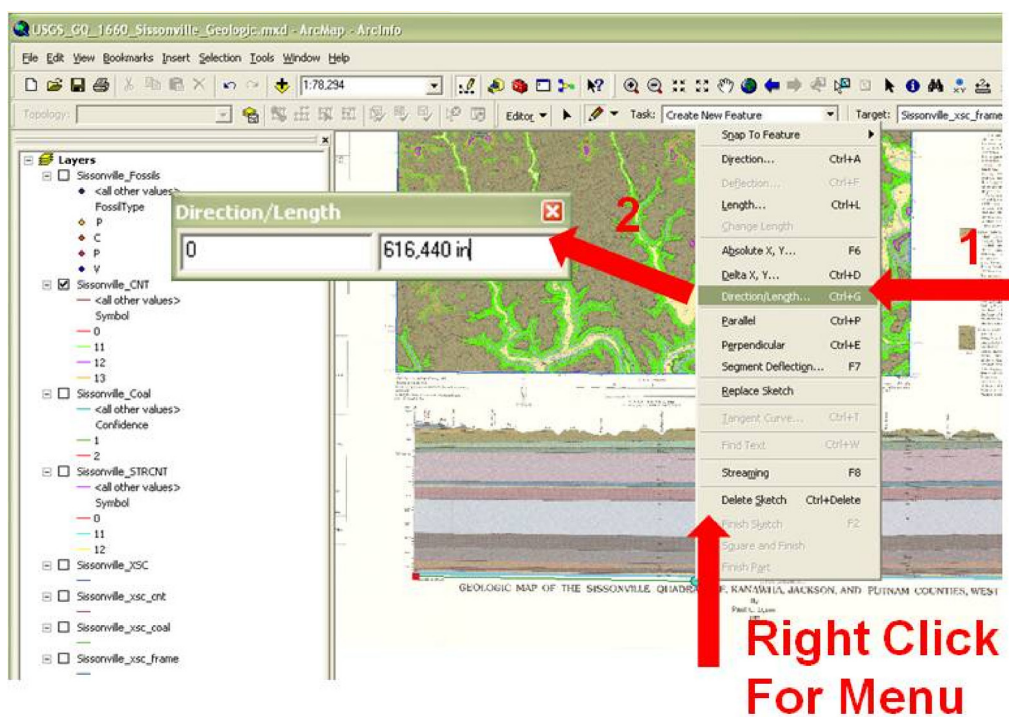 USGS_GQ_1660_Sissonville_Geologic.mxd - ArcMap - ArcInfo
File Edit View Bookmarks Insert Selection Tools Window Help
1:78,294
Topology:
Editor
Task: Create New Feature
Target: Sissonville_xsc_frame
Layers
Sissonville_Fossils
<all other values>
FossilType
P
C
P
V
Sissonville_CNT
<all other values>
Symbol
0
11
12
13
Sissonville_Coal
<all other values>
Confidence
1
2
Sissonville_STRCNT
<all other values>
Symbol
0
11
12
Sissonville_XSC
Sissonville_xsc_cnt
Sissonville_xsc_coal
Sissonville_xsc_frame
Direction/Length
0
616,440 in
2
1
Snap To Feature
Direction... Ctrl+A
Deflection... Ctrl+F
Length... Ctrl+L
Change Length
Absolute X, Y... F6
Delta X, Y... Ctrl+D
Direction/Length... Ctrl+G
Parallel Ctrl+P
Perpendicular Ctrl+E
Segment Deflection... F7
Replace Sketch
Tangent Curve... Ctrl+T
Find Text Ctrl+W
Streaming F8
Delete Sketch Ctrl+Delete
Finish Sketch F2
Square and Finish
Finish Part
GEOLOGIC MAP OF THE SISSONVILLE KANAWHA, JACKSON, AND PUTNAM COUNTIES, WEST
By
Right Click
For Menu